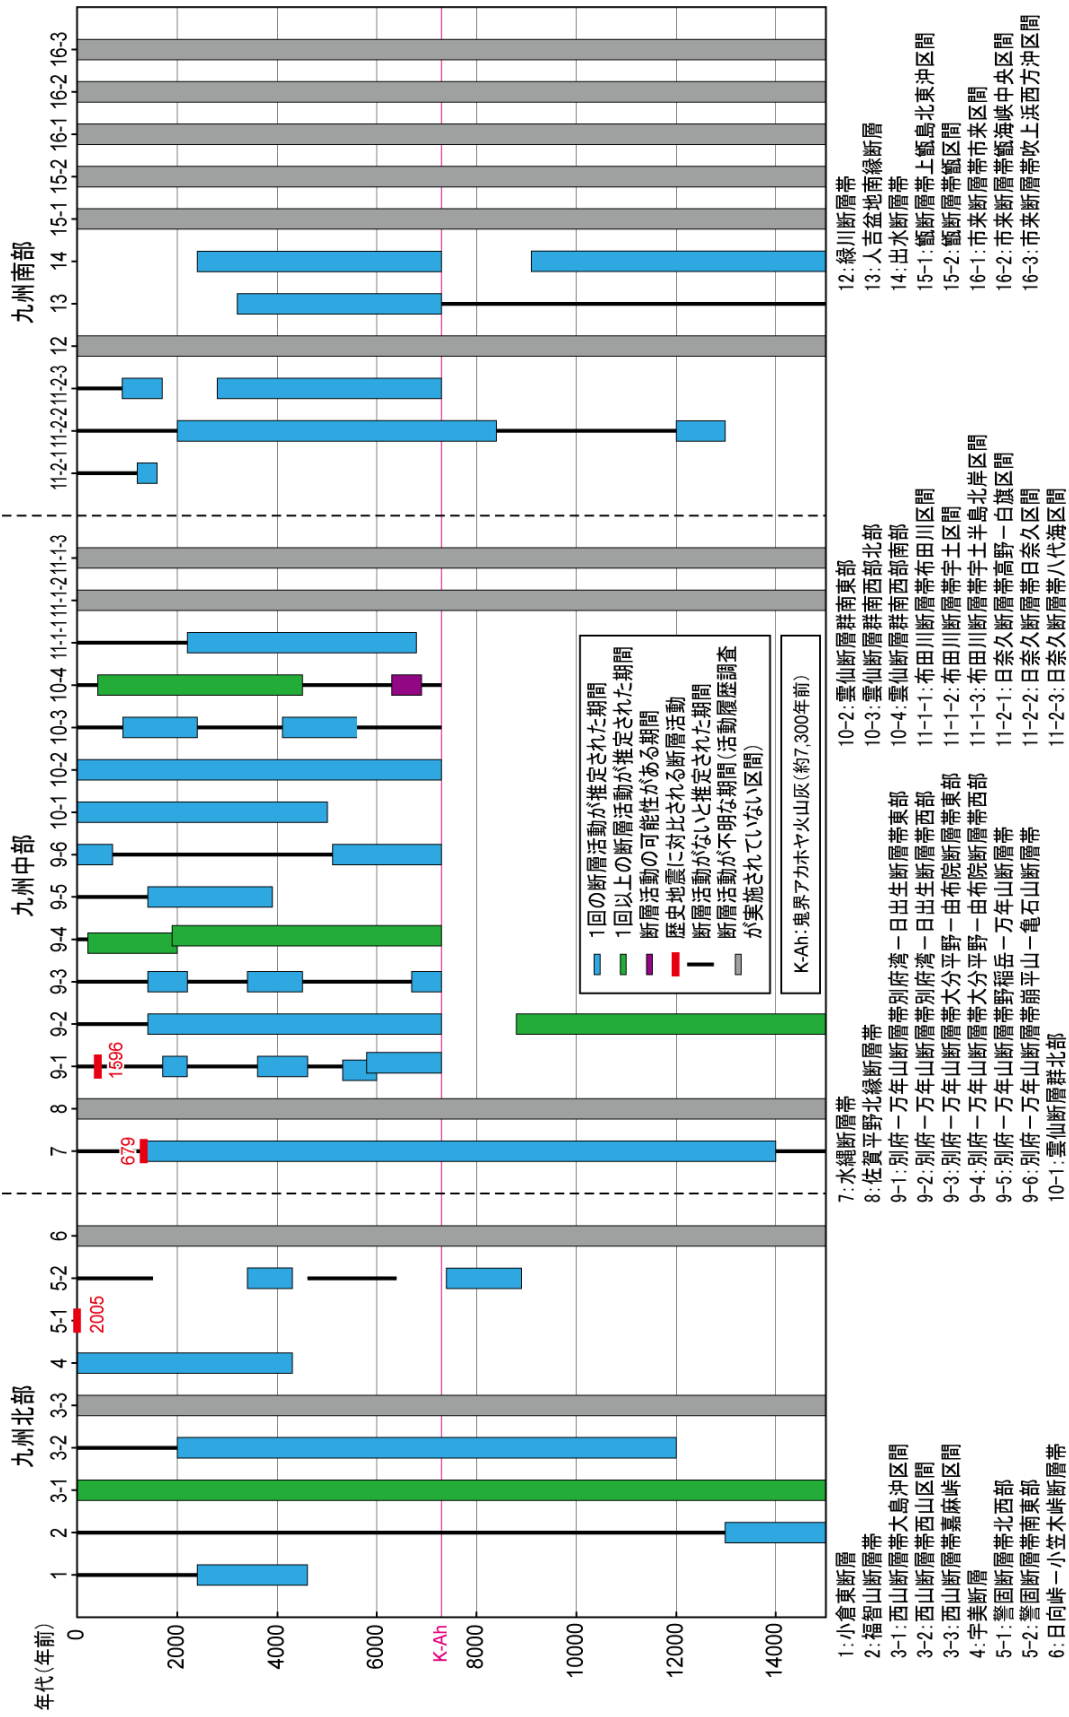 九州北部
九州中部
九州南部
1
2
3-1
3-2
3-3
4
5-1
5-2
6
7
8
9-1
9-2
9-3
9-4
9-5
9-6
10-1
10-2
10-3
10-4
11-1-1
11-1-2
11-1-3
11-2-1
11-2-2
11-2-3
12
13
14
15-1
15-2
16-1
16-2
16-3
年代(年前)
0
2000
4000
6000
K-Ah
8000
10000
12000
14000
2005
679
1596
1回の断層活動が推定された期間
1回以上の断層活動が推定された期間
断層活動の可能性がある期間
歴史地震に対比される断層活動
断層活動がないと推定された期間
断層活動が不明な期間(活動履歴調査
が実施されていない区間)
K-Ah:鬼界アカホヤ火山灰(約7,300年前)
1:小倉東断層
2:福智山断層帯
3-1:西山断層帯大島沖区間
3-2:西山断層帯西山区間
3-3:西山断層帯嘉麻峠区間
4:宇美断層
5-1:警固断層帯北西部
5-2:警固断層帯南東部
6:日向峠ー小笠木峠断層帯
7:水縄断層帯
8:佐賀平野北縁断層帯
9-1:別府ー万年山断層帯別府湾ー日出生断層帯東部
9-2:別府ー万年山断層帯別府湾ー日出生断層帯西部
9-3:別府ー万年山断層帯大分平野ー由布院断層帯東部
9-4:別府ー万年山断層帯大分平野ー由布院断層帯西部
9-5:別府ー万年山断層帯野稲岳ー万年山断層帯
9-6:別府ー万年山断層帯崩平山ー亀石山断層帯
10-1:雲仙断層群北部
10-2:雲仙断層群南東部
10-3:雲仙断層群南西部北部
10-4:雲仙断層群南西部南部
11-1-1:布田川断層帯布田川区間
11-1-2:布田川断層帯宇土区間
11-1-3:布田川断層帯宇土半島北岸区間
11-2-1:日奈久断層帯高野ー白旗区間
11-2-2:日奈久断層帯日奈久区間
11-2-3:日奈久断層帯八代海区間
12:緑川断層帯
13:人吉盆地南縁断層
14:出水断層帯
15-1:甑断層帯上甑島北東沖区間
15-2:甑断層帯甑区間
16-1:市来断層帯市来区間
16-2:市来断層帯甑海峡中央区間
16-3:市来断層帯吹上浜西方沖区間